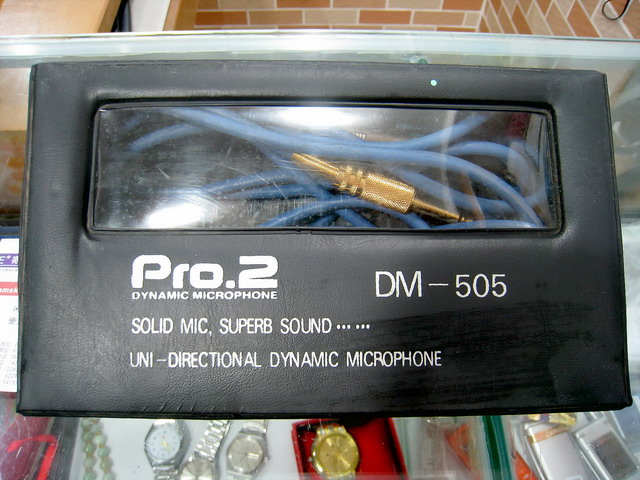 Pro.2
DYNAMIC MICROPHONE
DM-505
SOLID MIC, SUPERB SOUND ... ...
UNI-DIRECTIONAL DYNAMIC MICROPHONE